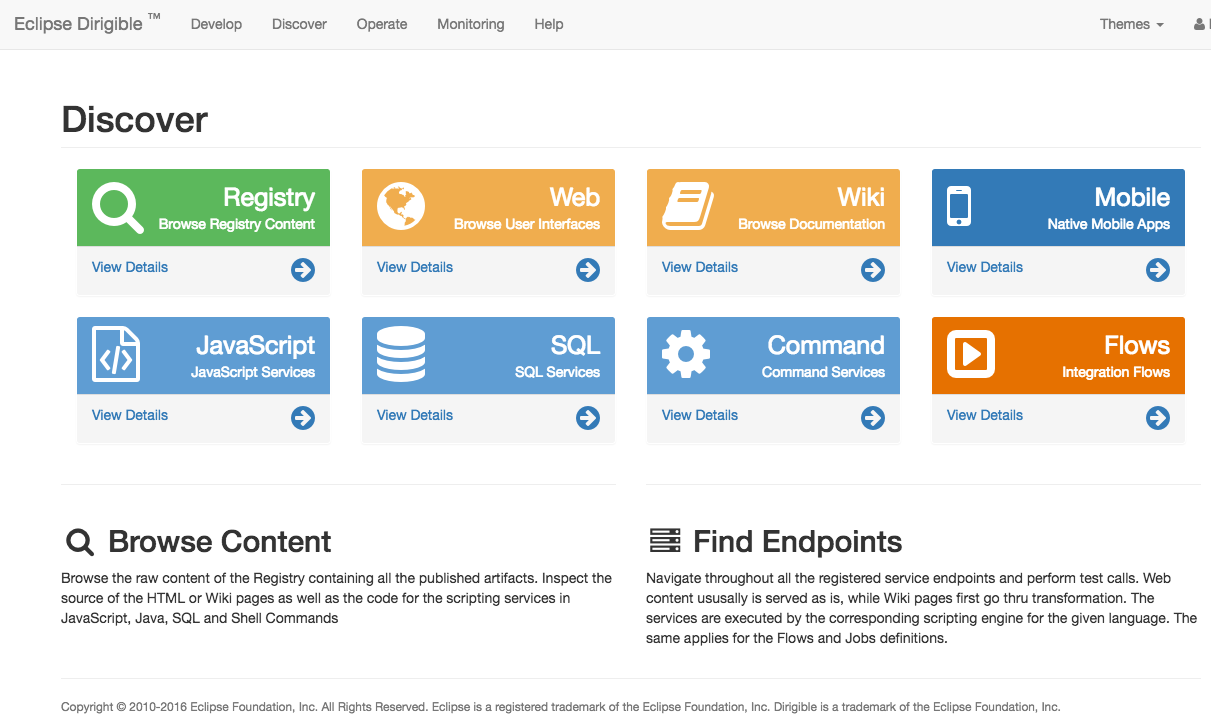 Eclipse Dirigible ™ Develop Discover Operate Monitoring Help Themes
Discover
Registry
Browse Registry Content
View Details
Web
Browse User Interfaces
View Details
Wiki
Browse Documentation
View Details
Mobile
Native Mobile Apps
View Details
JavaScript
JavaScript Services
View Details
SQL
SQL Services
View Details
Command
Command Services
View Details
Flows
Integration Flows
View Details
Browse Content
Browse the raw content of the Registry containing all the published artifacts. Inspect the
source of the HTML or Wiki pages as well as the code for the scripting services in
JavaScript, Java, SQL and Shell Commands
Find Endpoints
Navigate throughout all the registered service endpoints and perform test calls. Web
content ususally is served as is, while Wiki pages first go thru transformation. The
services are executed by the corresponding scripting engine for the given language. The
same applies for the Flows and Jobs definitions.
Copyright © 2010-2016 Eclipse Foundation, Inc. All Rights Reserved. Eclipse is a registered trademark of the Eclipse Foundation, Inc. Dirigible is a trademark of the Eclipse Foundation, Inc.